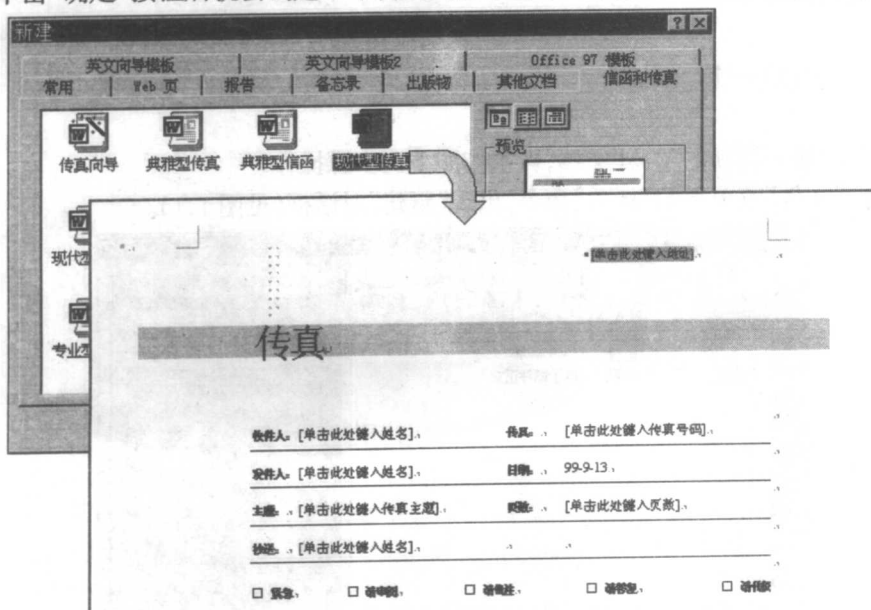 新建
英文向导模板 英文向导模板2 Office 97 模板
常用 Web 页 报告 备忘录 出版物 其他文档 信函和传真
传真向导 典雅型传真 典雅型信函 现代型传真
预览
现代型
专业型
[单击此处键入地址]
传真
收件人: [单击此处键入姓名] 传真: [单击此处键入传真号码]
发件人: [单击此处键入姓名] 日期: 99-9-13
主题: [单击此处键入传真主题] 页数: [单击此处键入页数]
抄送: [单击此处键入姓名]
□ 紧急 □ 请审阅 □ 请批注 □ 请答复 □ 请传阅